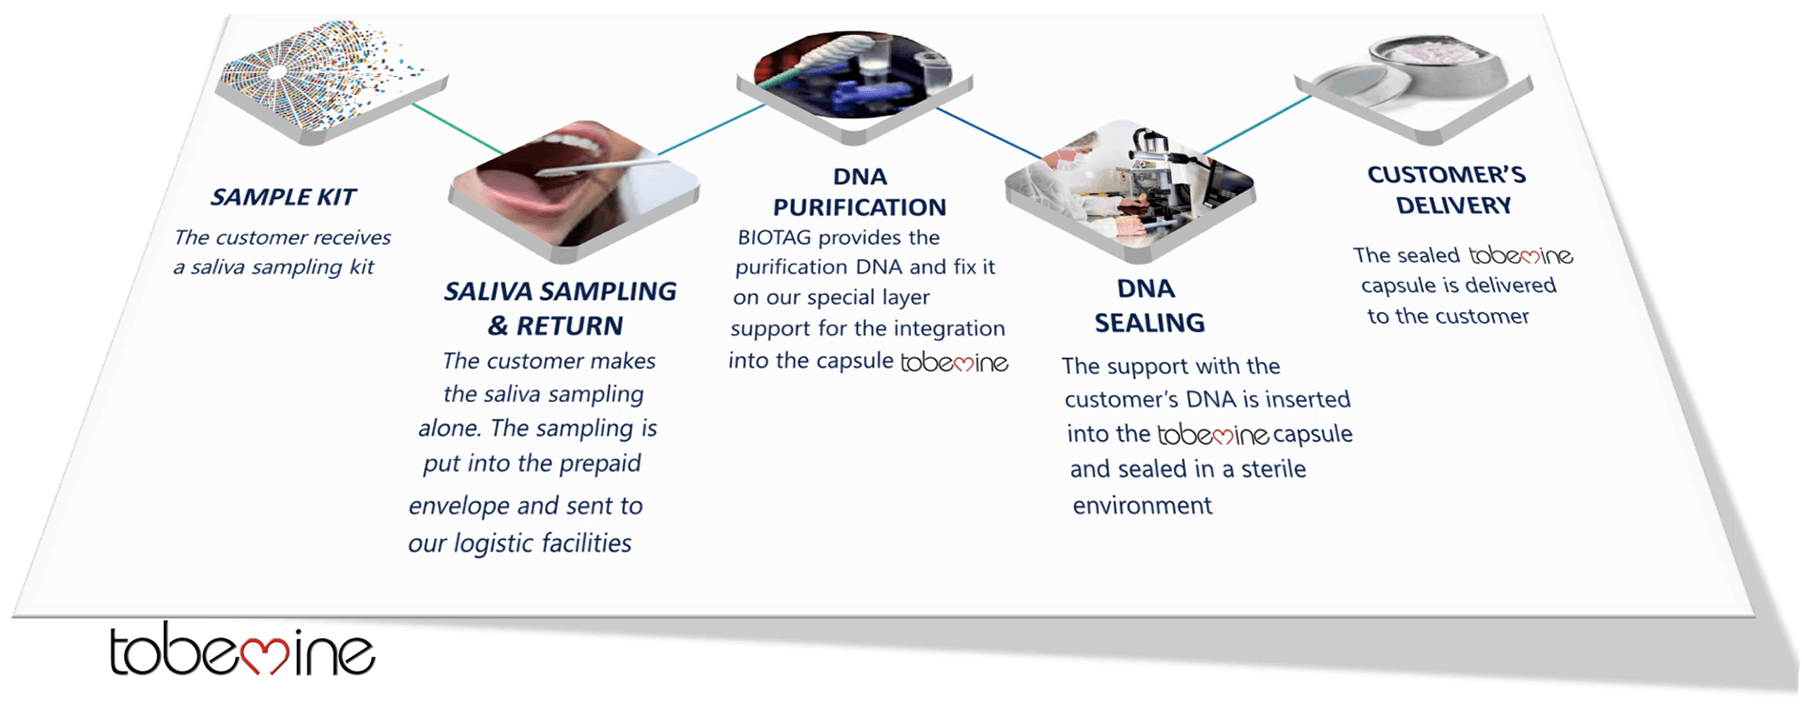 SAMPLE KIT
The customer receives
a saliva sampling kit
SALIVA SAMPLING
& RETURN
The customer makes
the saliva sampling
alone. The sampling is
put into the prepaid
envelope and sent to
our logistic facilities
DNA
PURIFICATION
BIOTAG provides the
purification DNA and fix it
on our special layer
support for the integration
into the capsule tobemine
DNA
SEALING
The support with the
customer's DNA is inserted
into the tobemine capsule
and sealed in a sterile
environment
CUSTOMER'S
DELIVERY
The sealed tobemine
capsule is delivered
to the customer
tobemine